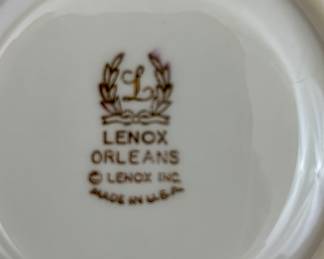 L
LENOX
ORLEANS
© LENOX INC.
MADE IN U.S.A.